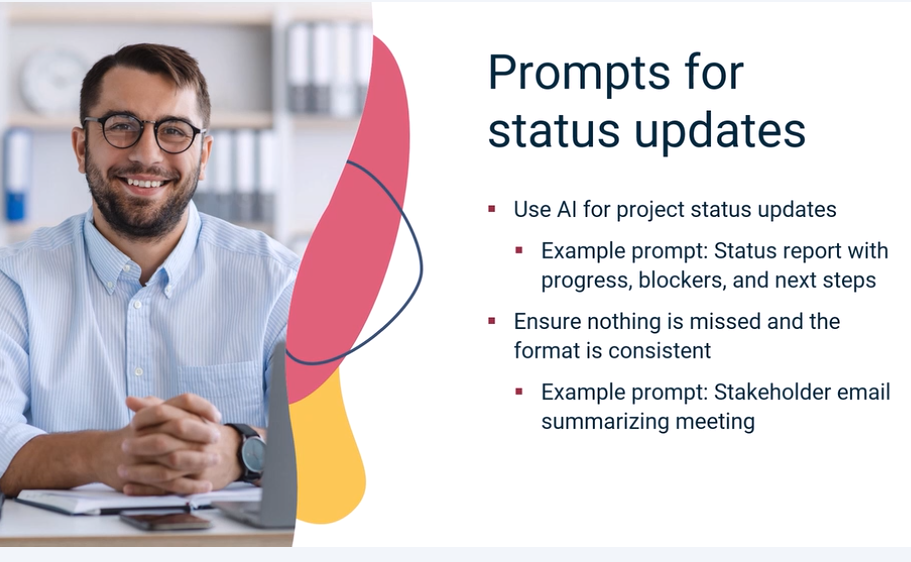 Prompts for
status updates
Use AI for project status updates
Example prompt: Status report with
progress, blockers, and next steps
Ensure nothing is missed and the
format is consistent
Example prompt: Stakeholder email
summarizing meeting